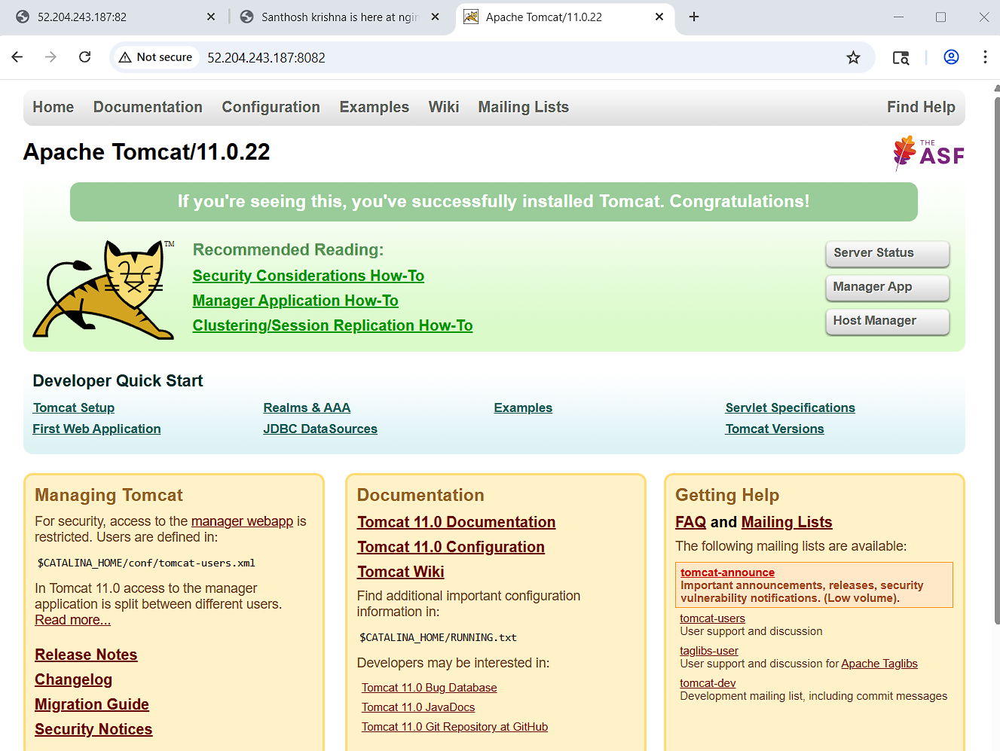 52.204.243.187:82
Santhosh krishna is here at ngin
Apache Tomcat/11.0.22
Not secure
52.204.243.187:8082
Home Documentation Configuration Examples Wiki Mailing Lists Find Help
Apache Tomcat/11.0.22
THE
ASF
If you're seeing this, you've successfully installed Tomcat. Congratulations!
TM
Recommended Reading:
Security Considerations How-To
Manager Application How-To
Clustering/Session Replication How-To
Server Status
Manager App
Host Manager
Developer Quick Start
Tomcat Setup
First Web Application
Realms & AAA
JDBC DataSources
Examples
Servlet Specifications
Tomcat Versions
Managing Tomcat
For security, access to the manager webapp is
restricted. Users are defined in:
$CATALINA_HOME/conf/tomcat-users.xml
In Tomcat 11.0 access to the manager
application is split between different users.
Read more...
Release Notes
Changelog
Migration Guide
Security Notices
Documentation
Tomcat 11.0 Documentation
Tomcat 11.0 Configuration
Tomcat Wiki
Find additional important configuration
information in:
$CATALINA_HOME/RUNNING.txt
Developers may be interested in:
Tomcat 11.0 Bug Database
Tomcat 11.0 JavaDocs
Tomcat 11.0 Git Repository at GitHub
Getting Help
FAQ and Mailing Lists
The following mailing lists are available:
tomcat-announce
Important announcements, releases, security
vulnerability notifications. (Low volume).
tomcat-users
User support and discussion
taglibs-user
User support and discussion for Apache Taglibs
tomcat-dev
Development mailing list, including commit messages